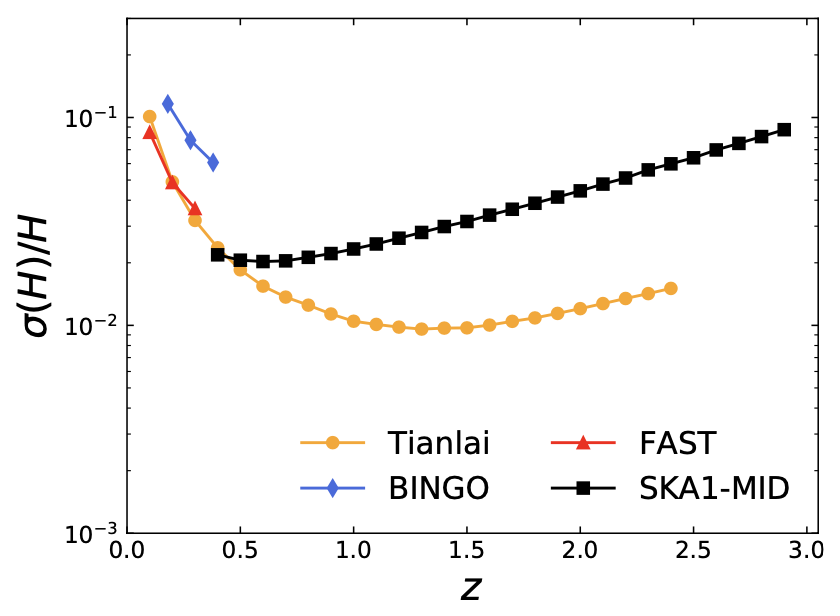 σ(H)/H
10⁻¹
10⁻²
10⁻³
Tianlai
FAST
BINGO
SKA1-MID
0.0 0.5 1.0 1.5 2.0 2.5 3.0
z